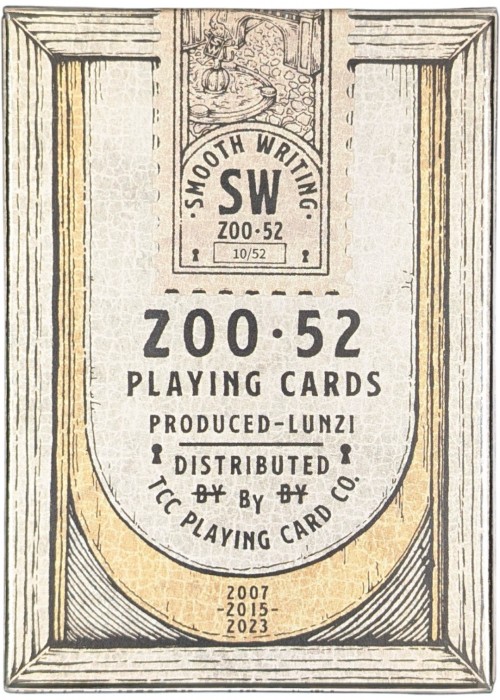 SMOOTH WRITING
SW
ZOO·52
10/52
ZOO·52
PLAYING CARDS
PRODUCED-LUNZI
DISTRIBUTED
BY BY BY
TCC PLAYING CARD CO.
2007
-2015-
2023